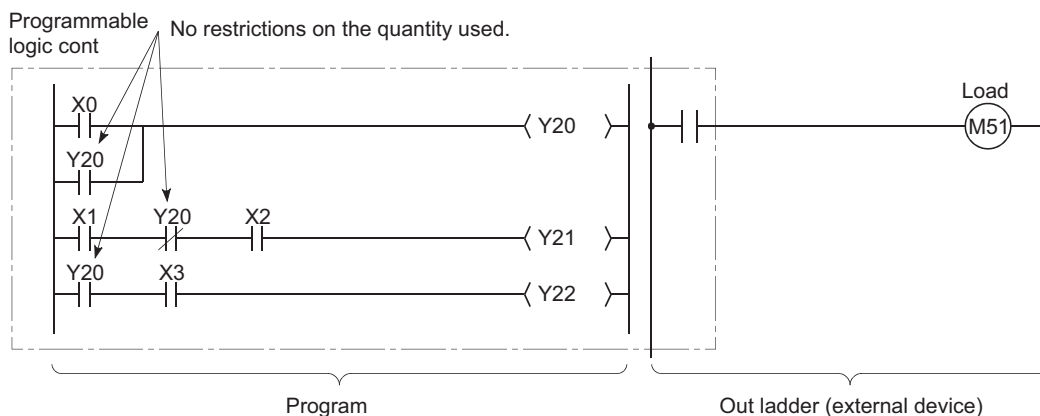 Programmable
logic cont
No restrictions on the quantity used.
Load
X0
Y20
M51
Y20
X1
Y20
X2
Y21
Y20
X3
Y22
Program
Out ladder (external device)